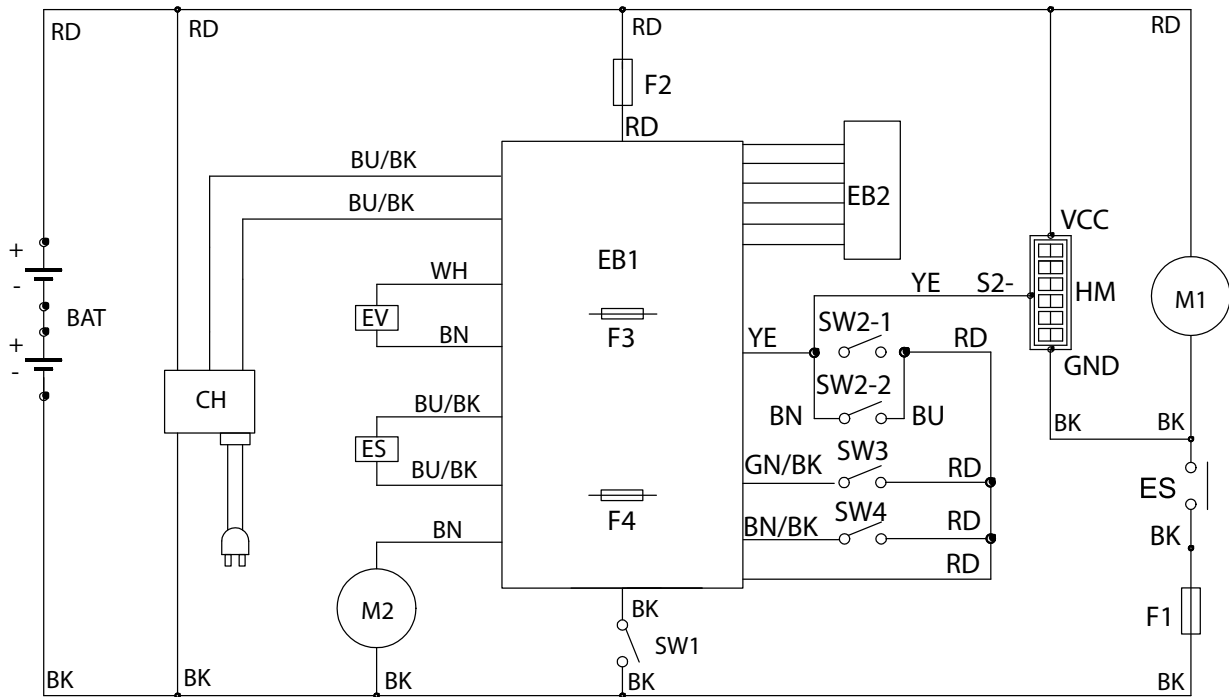 RD
RD
RD
RD
F2
RD
BU/BK
BU/BK
EB2
VCC
WH
EB1
YE
S2-
HM
M1
EV
+
-
BAT
+
-
BN
F3
YE
SW2-1
RD
GND
SW2-2
BN
BU
BK
BK
CH
BU/BK
ES
BU/BK
GN/BK
SW3
RD
ES
F4
BN/BK
SW4
RD
BN
RD
BK
M2
BK
SW1
F1
BK
BK
BK
BK
BK